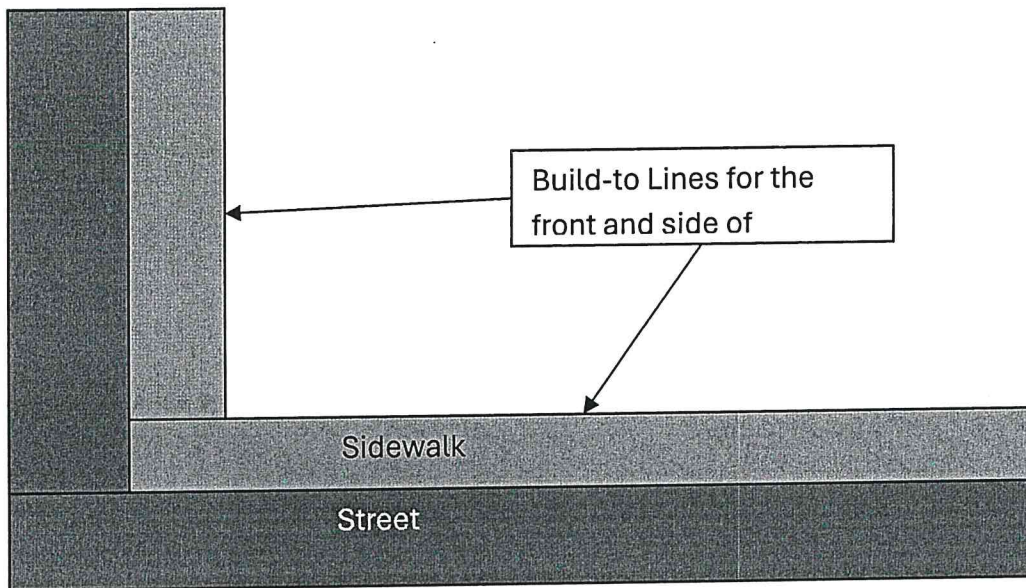 Build-to Lines for the
front and side of
Sidewalk
Street